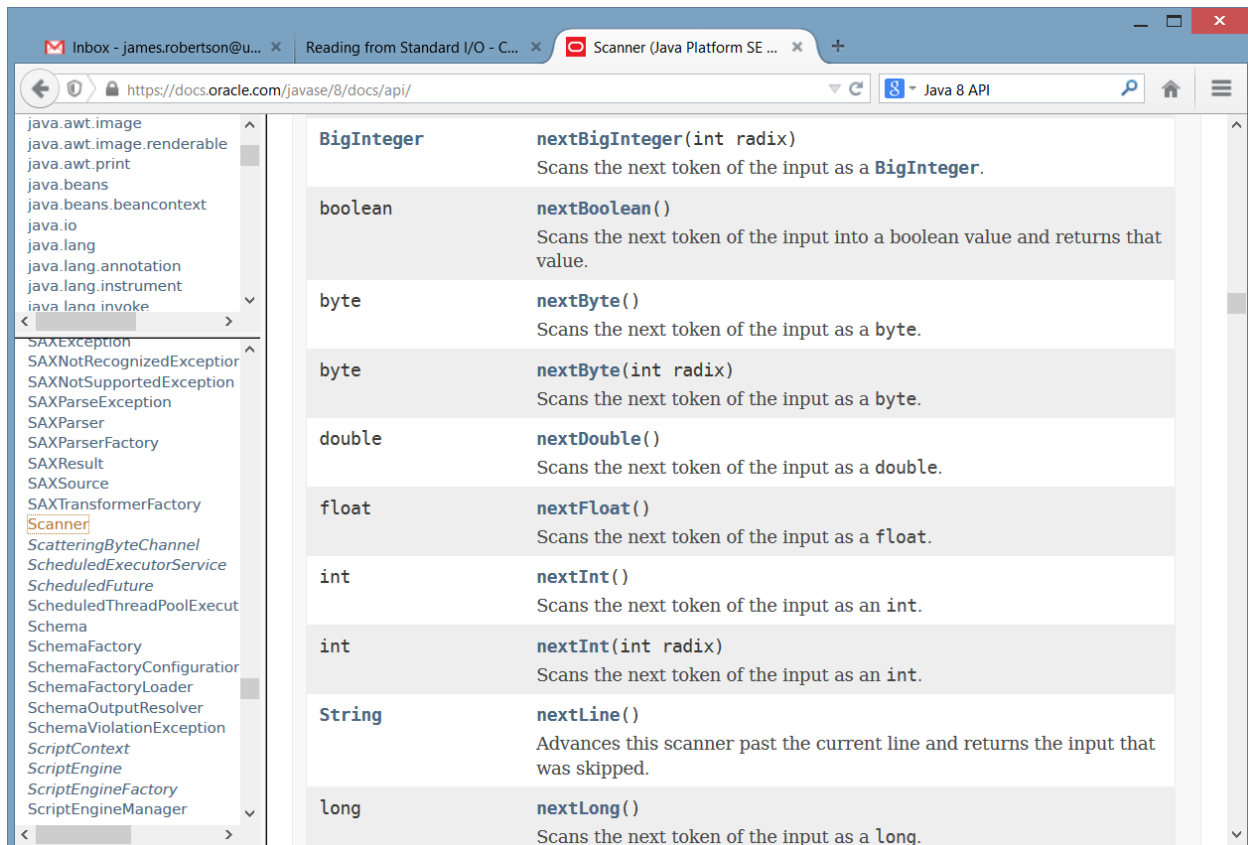 Inbox - james.robertson@u... ×
Reading from Standard I/O - C... ×
Scanner (Java Platform SE ... ×
https://docs.oracle.com/javase/8/docs/api/
8 Java 8 API
java.awt.image
java.awt.image.renderable
java.awt.print
java.beans
java.beans.beancontext
java.io
java.lang
java.lang.annotation
java.lang.instrument
java.lang.invoke
SAXException
SAXNotRecognizedException
SAXNotSupportedException
SAXParseException
SAXParser
SAXParserFactory
SAXResult
SAXSource
SAXTransformerFactory
Scanner
ScatteringByteChannel
ScheduledExecutorService
ScheduledFuture
ScheduledThreadPoolExecut
Schema
SchemaFactory
SchemaFactoryConfiguration
SchemaFactoryLoader
SchemaOutputResolver
SchemaViolationException
ScriptContext
ScriptEngine
ScriptEngineFactory
ScriptEngineManager
BigInteger nextBigInteger(int radix)
Scans the next token of the input as a BigInteger.
boolean nextBoolean()
Scans the next token of the input into a boolean value and returns that
value.
byte nextByte()
Scans the next token of the input as a byte.
byte nextByte(int radix)
Scans the next token of the input as a byte.
double nextDouble()
Scans the next token of the input as a double.
float nextFloat()
Scans the next token of the input as a float.
int nextInt()
Scans the next token of the input as an int.
int nextInt(int radix)
Scans the next token of the input as an int.
String nextLine()
Advances this scanner past the current line and returns the input that
was skipped.
long nextLong()
Scans the next token of the input as a long.